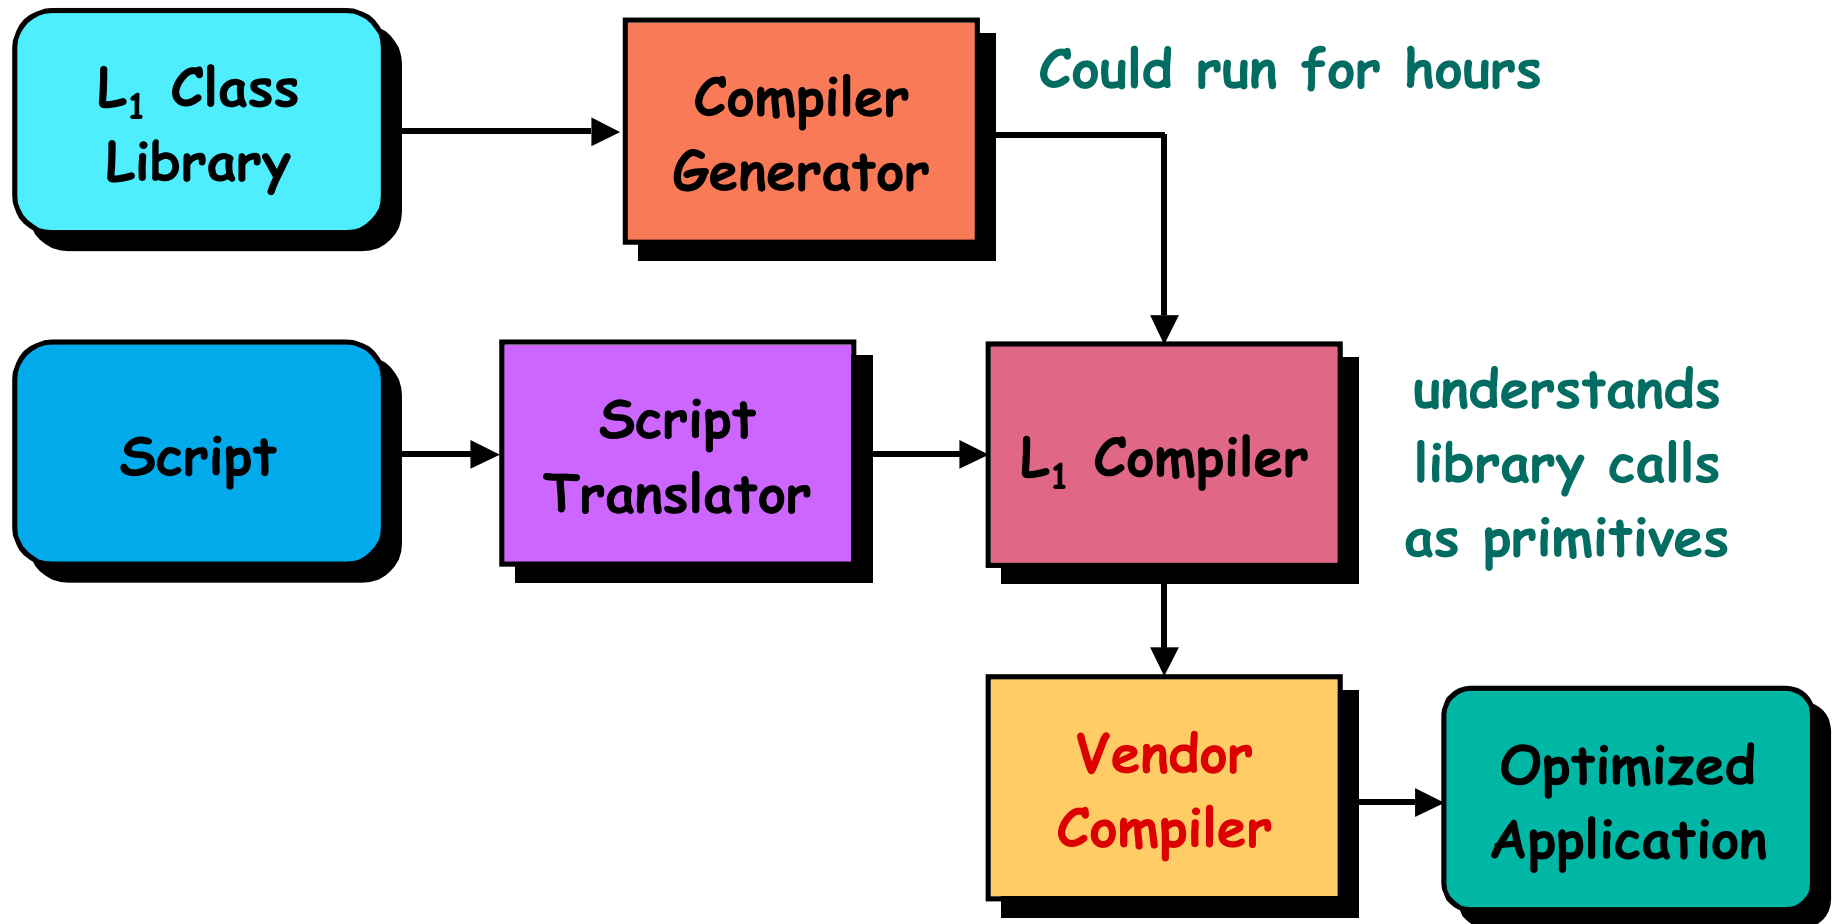 L₁ Class
Library
Compiler
Generator
Could run for hours
Script
Script
Translator
L₁ Compiler
understands
library calls
as primitives
Vendor
Compiler
Optimized
Application